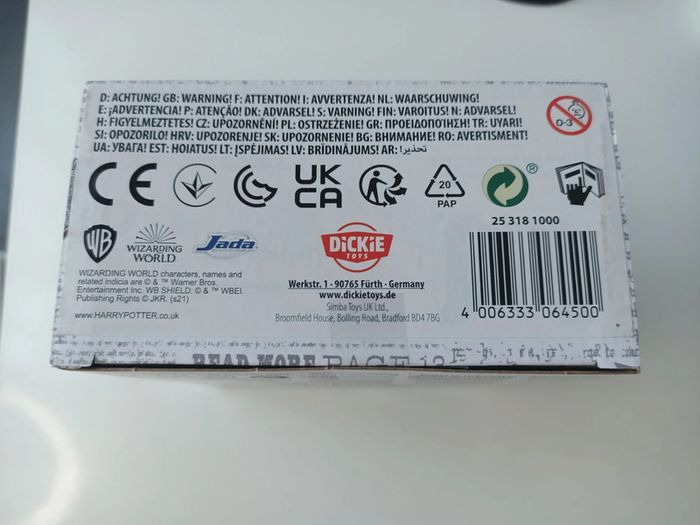 D: ACHTUNG! GB: WARNING! F: ATTENTION! I: AVVERTENZA! NL: WAARSCHUWING!
E: ¡ADVERTENCIA! P: ATENÇÃO! DK: ADVARSEL! S: VARNING! FIN: VAROITUS! N: ADVARSEL!
H: FIGYELMEZTETES! CZ: UPOZORNĚNÍ! PL: OSTRZEŻENIE! GR: ΠΡΕΙΔΟΠΟΙΗΣΗ! TR: UYARI!
SI: OPOZORILO! HRV: UPOZORENJE! SK: UPOZORNENIE! BG: ВНИМАНИЕ! RO: AVERTISMENT!
UA: УВАГА! EST: HOIATUS! LT: ĮSPĖJIMAS! LV: BRĪDINĀJUMS! AR: تحذير!
0-3
CE
UK
CA
20
PAP
®
25 318 1000
WB
WIZARDING
WORLD
Jada
DiCKiE
TOYS
WIZARDING WORLD characters, names and
related indicia are © & ™ Warner Bros.
Entertainment Inc. WB SHIELD: © & ™ WBEI.
Publishing Rights © JKR. (s21)
www.HARRYPOTTER.co.uk
Werkstr. 1 · 90765 Fürth · Germany
www.dickietoys.de
Simba Toys UK Ltd.,
Broomfield House, Bolling Road, Bradford BD4 7BG
4 006333 064500
READ MORE PAGE 12